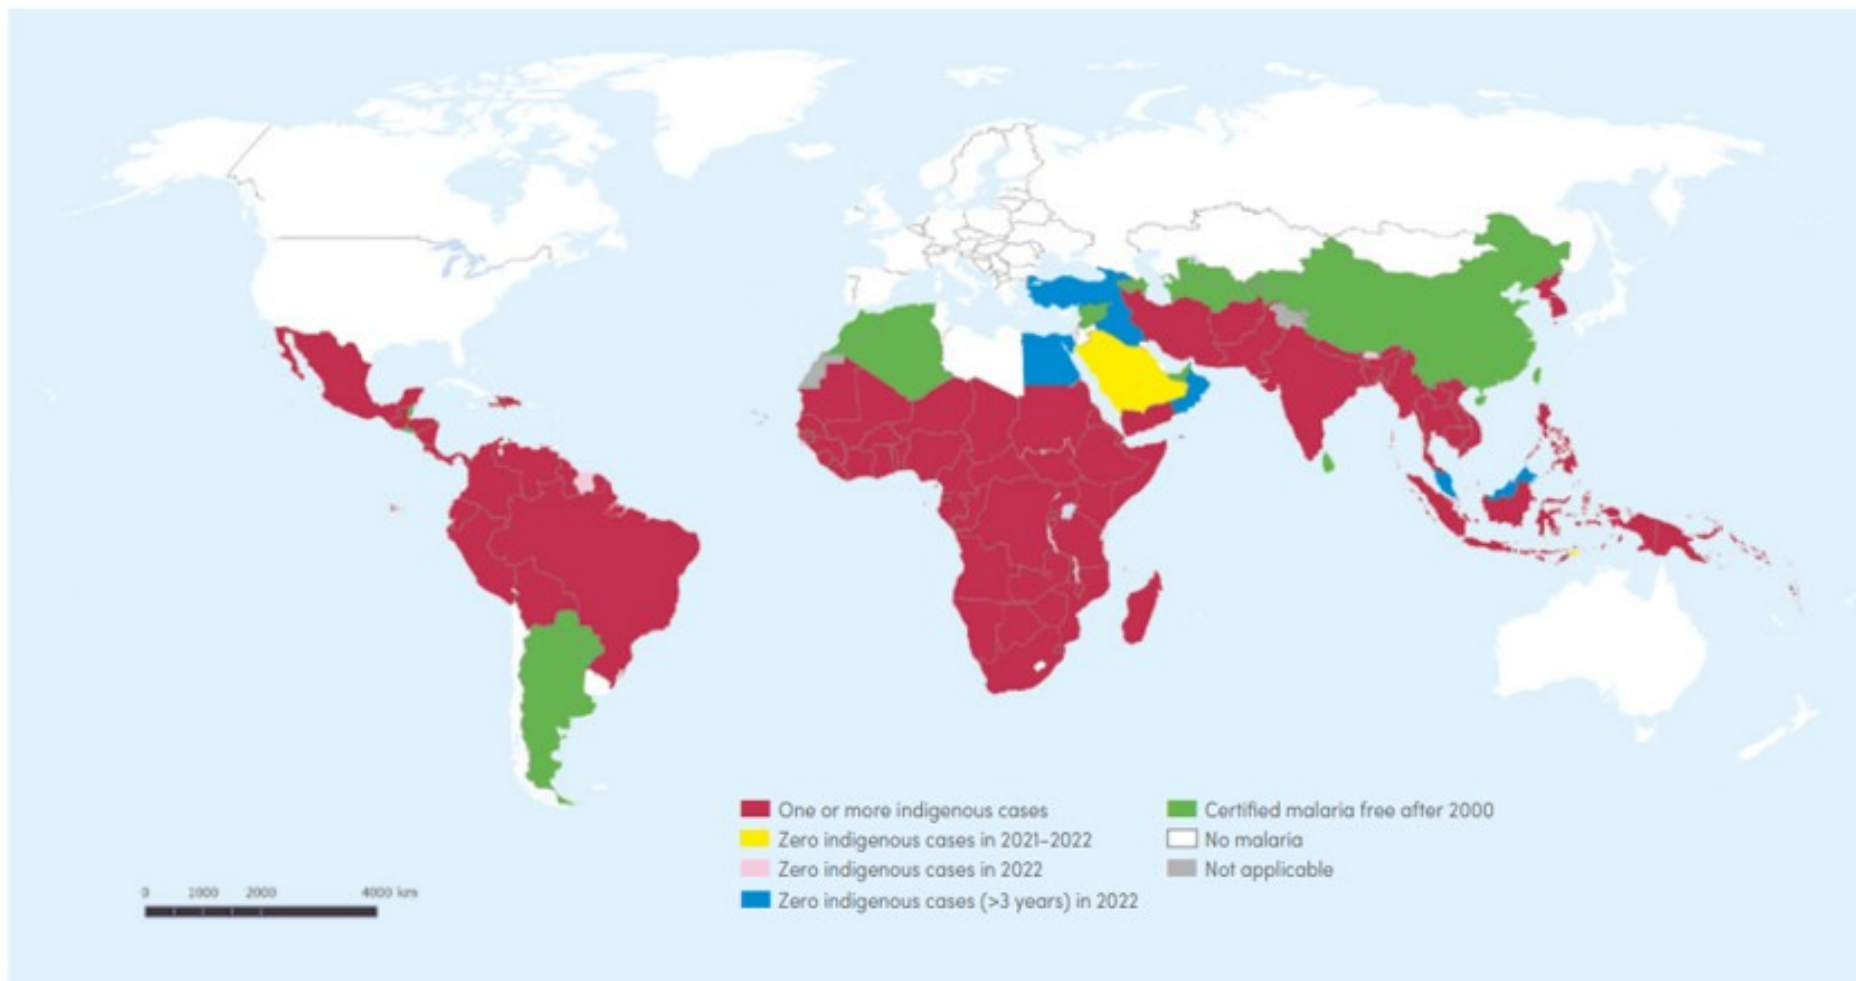 One or more indigenous cases
Zero indigenous cases in 2021–2022
Zero indigenous cases in 2022
Zero indigenous cases (>3 years) in 2022
Certified malaria free after 2000
No malaria
Not applicable
0 1000 2000 4000 km